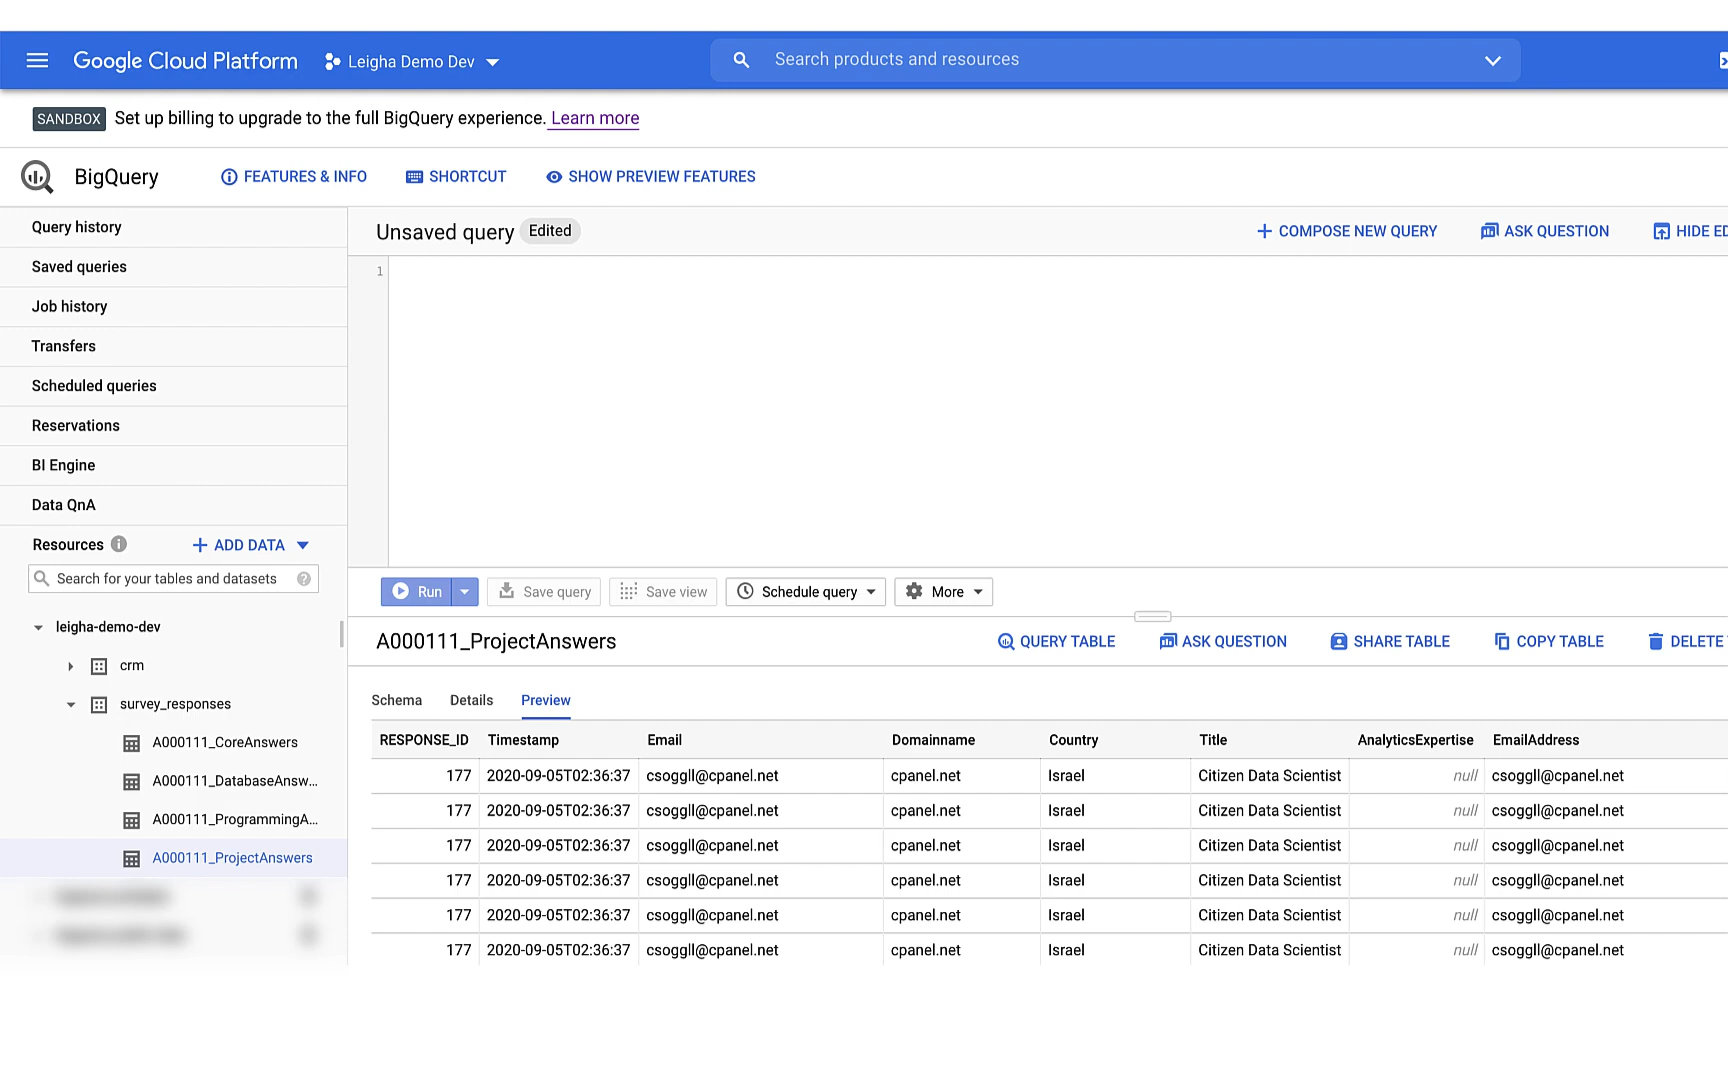 Google Cloud Platform Leigha Demo Dev Search products and resources
SANDBOX Set up billing to upgrade to the full BigQuery experience. Learn more
BigQuery FEATURES & INFO SHORTCUT SHOW PREVIEW FEATURES
Query history
Saved queries
Job history
Transfers
Scheduled queries
Reservations
BI Engine
Data QnA
Resources ADD DATA
Search for your tables and datasets
leigha-demo-dev
crm
survey_responses
A000111_CoreAnswers
A000111_DatabaseAnsw...
A000111_ProgrammingA...
A000111_ProjectAnswers
Unsaved query Edited COMPOSE NEW QUERY ASK QUESTION HIDE ED
1
Run Save query Save view Schedule query More
A000111_ProjectAnswers QUERY TABLE ASK QUESTION SHARE TABLE COPY TABLE DELETE
Schema Details Preview
RESPONSE_ID Timestamp Email Domainname Country Title AnalyticsExpertise EmailAddress
177 2020-09-05T02:36:37 csoggll@cpanel.net cpanel.net Israel Citizen Data Scientist null csoggll@cpanel.net
177 2020-09-05T02:36:37 csoggll@cpanel.net cpanel.net Israel Citizen Data Scientist null csoggll@cpanel.net
177 2020-09-05T02:36:37 csoggll@cpanel.net cpanel.net Israel Citizen Data Scientist null csoggll@cpanel.net
177 2020-09-05T02:36:37 csoggll@cpanel.net cpanel.net Israel Citizen Data Scientist null csoggll@cpanel.net
177 2020-09-05T02:36:37 csoggll@cpanel.net cpanel.net Israel Citizen Data Scientist null csoggll@cpanel.net
177 2020-09-05T02:36:37 csoggll@cpanel.net cpanel.net Israel Citizen Data Scientist null csoggll@cpanel.net